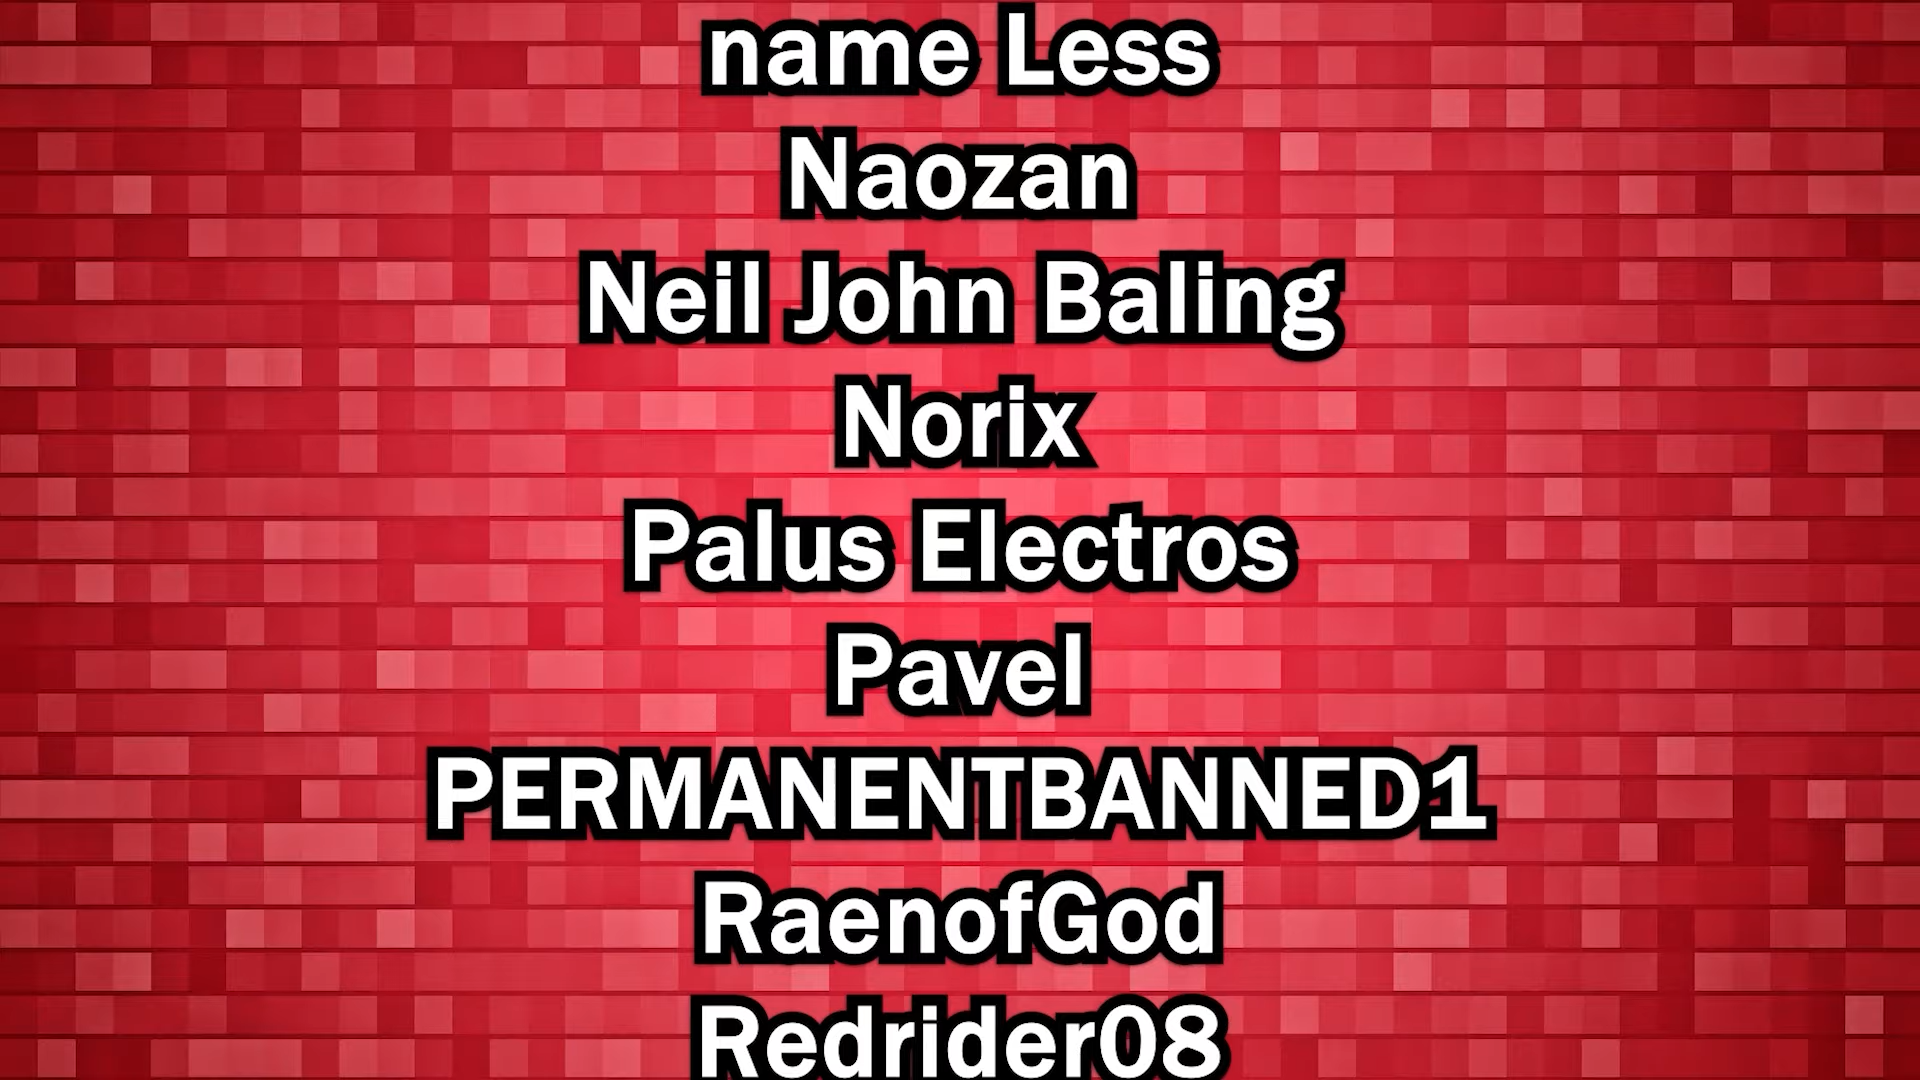 name Less
Naozan
Neil John Baling
Norix
Palus Electros
Pavel
PERMANENTBANNED1
RaenofGod
Redrider08